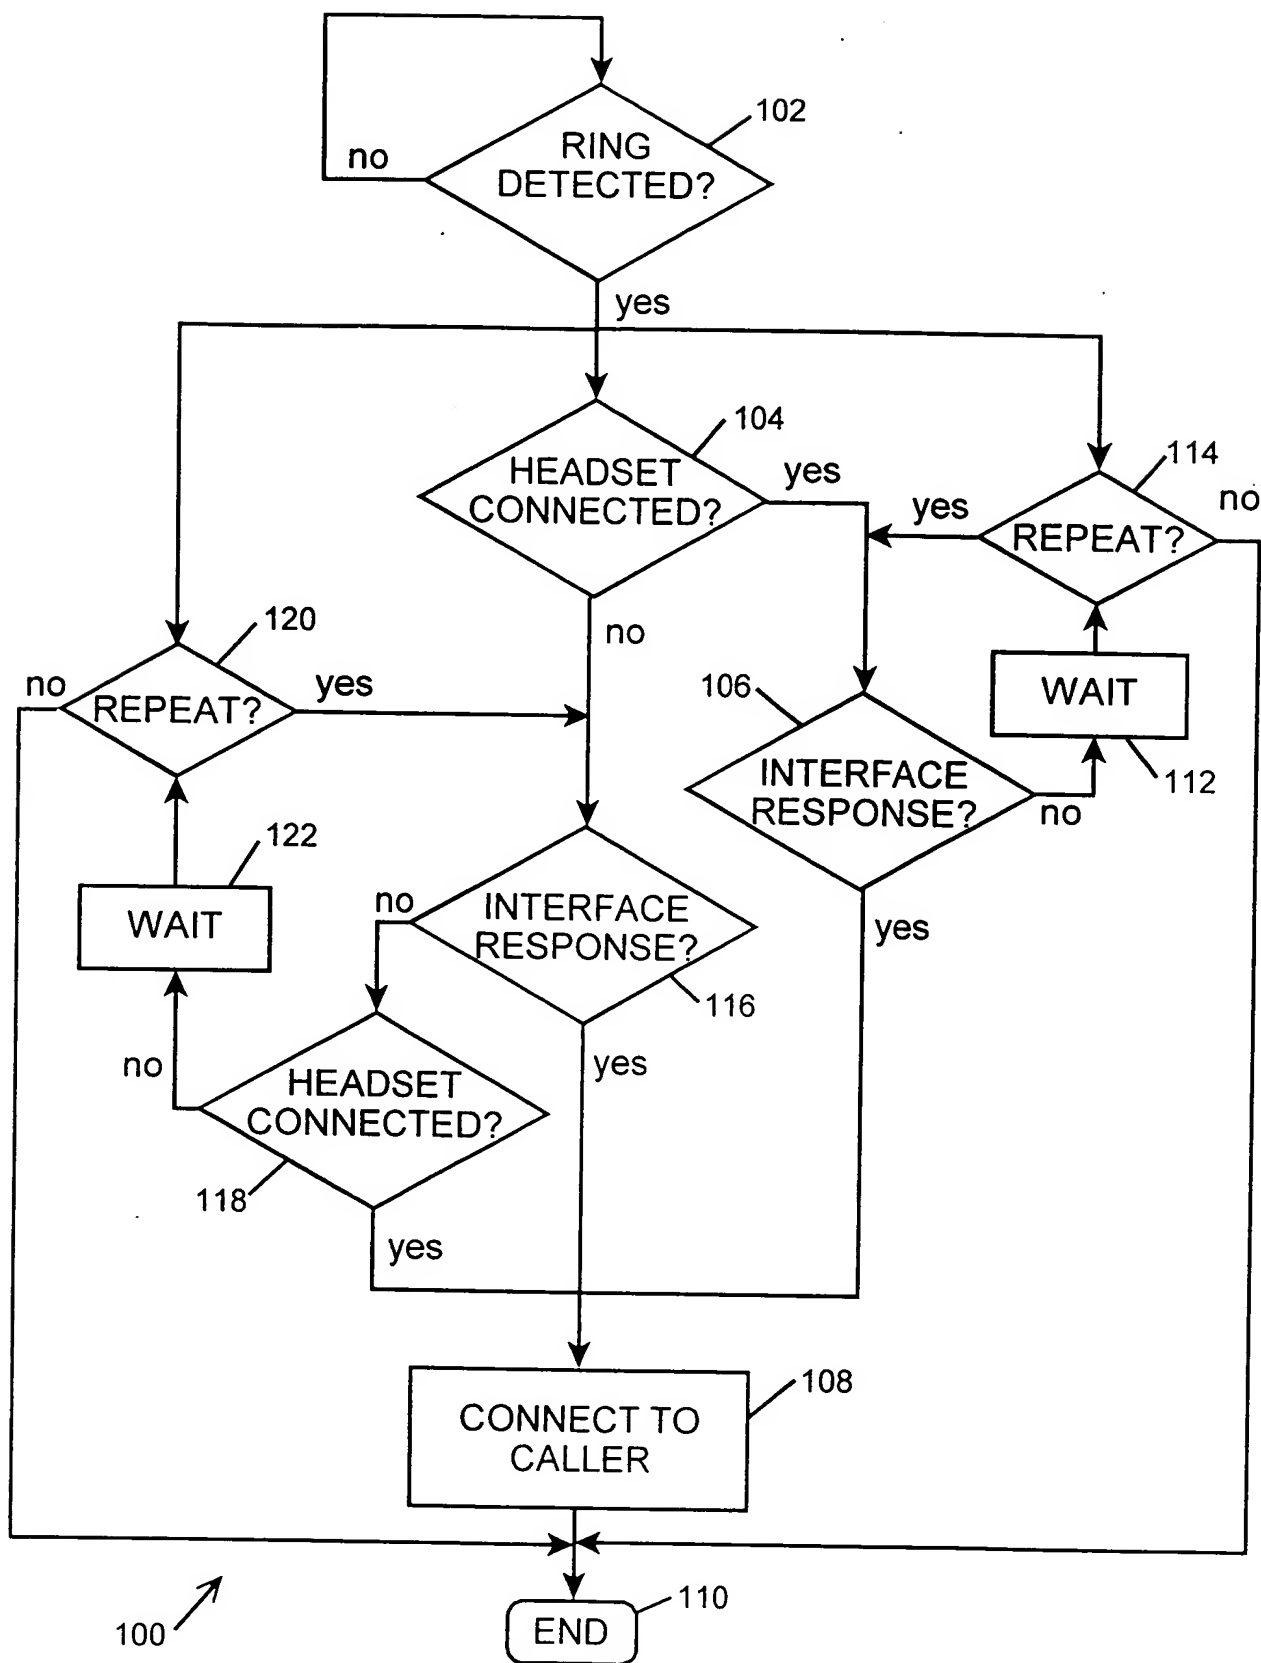 102
RING
DETECTED?
no
yes
104
HEADSET
CONNECTED?
yes
114
no
yes
REPEAT?
no
120
no
REPEAT?
yes
106
WAIT
112
INTERFACE
RESPONSE?
no
122
WAIT
no
INTERFACE
RESPONSE?
yes
116
no
yes
HEADSET
CONNECTED?
118
yes
108
CONNECT TO
CALLER
100
110
END